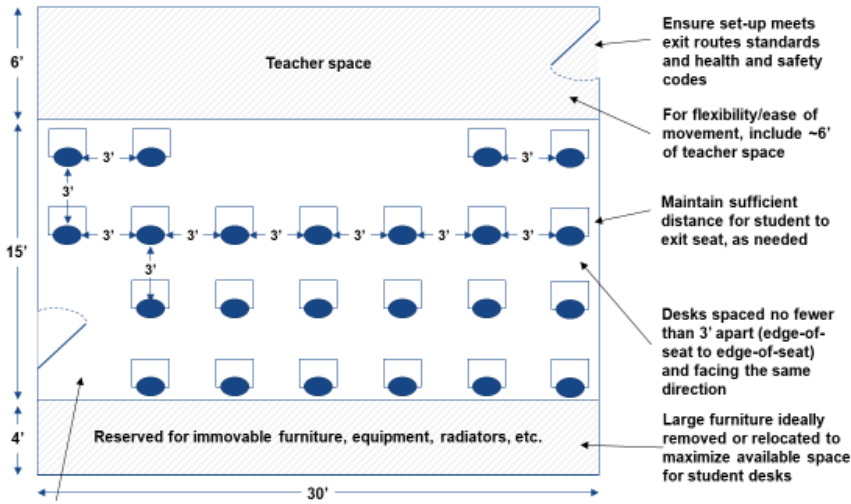 Ensure set-up meets
exit routes standards
and health and safety
codes
6'
Teacher space
For flexibility/ease of
movement, include ~6'
of teacher space
3'
3'
3'
Maintain sufficient
distance for student to
exit seat, as needed
3'
3'
3'
3'
3'
3'
15'
3'
Desks spaced no fewer
than 3' apart (edge-of-
seat to edge-of-seat)
and facing the same
direction
4'
Reserved for immovable furniture, equipment, radiators, etc.
Large furniture ideally
removed or relocated to
maximize available space
for student desks
30'